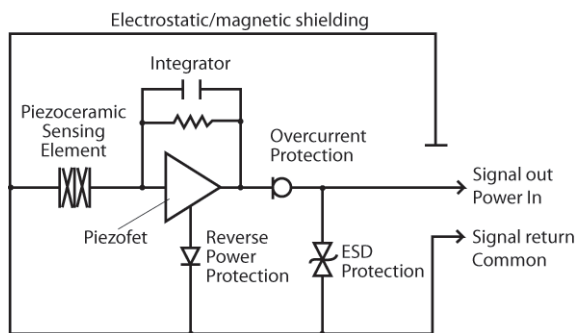 Electrostatic/magnetic shielding
Integrator
Piezoceramic
Sensing
Element
Overcurrent
Protection
Signal out
Power In
Piezofet
Reverse
Power
Protection
ESD
Protection
Signal return
Common